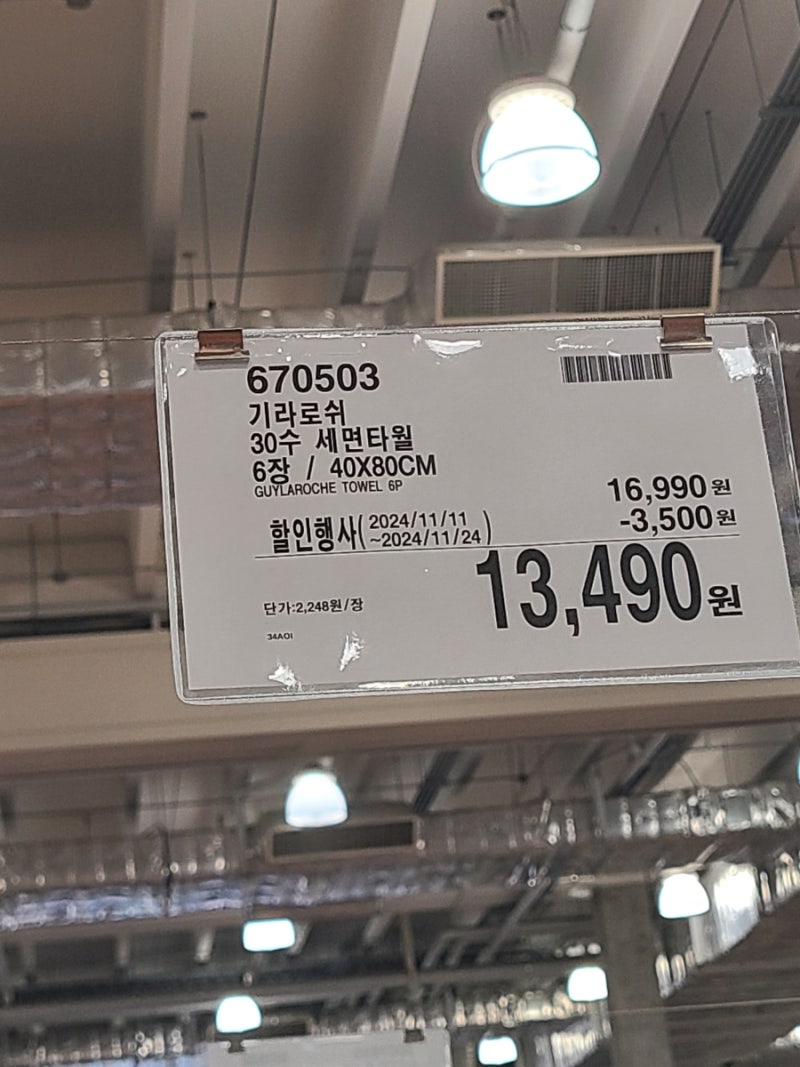 670503
기라로쉬
30수 세면타월
6장 / 40X80CM
GUYLAROCHE TOWEL 6P
16,990원
할인행사(2024/11/11 ~2024/11/24)
-3,500원
13,490원
단가:2,248원/장
34AOI